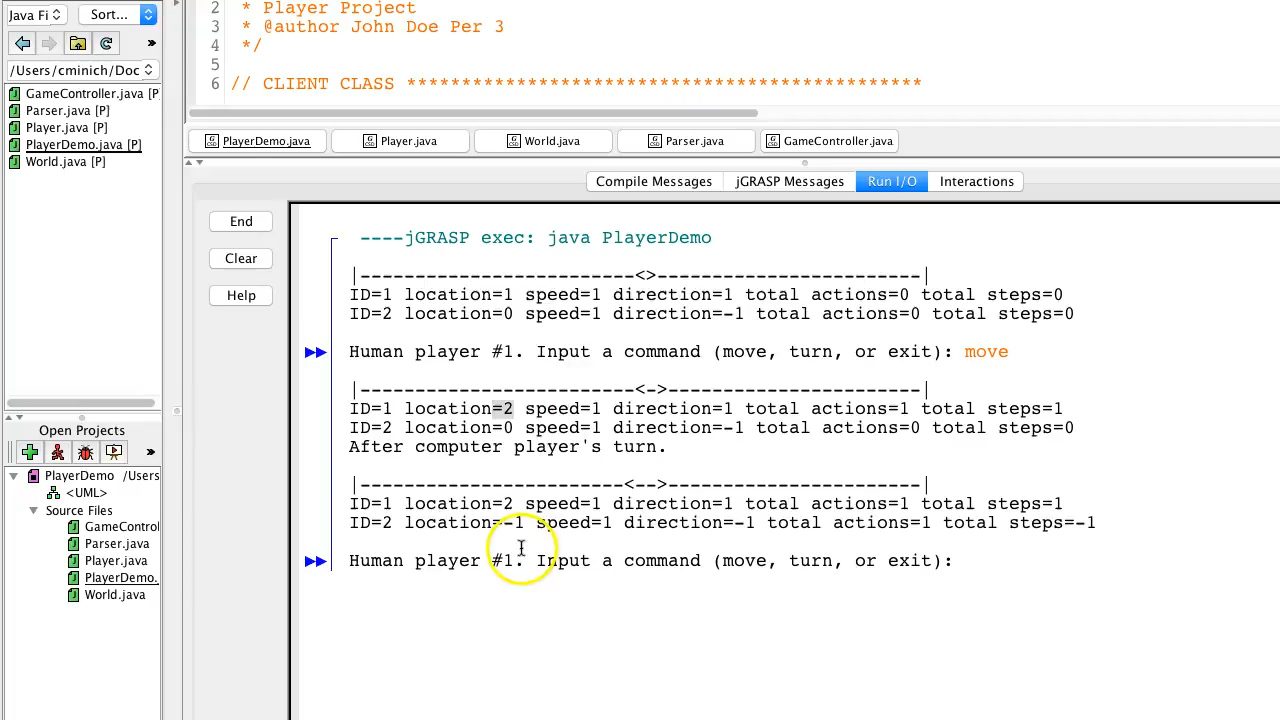 Java Fi
Sort...
/Users/cminich/Doc
GameController.java [P
Parser.java [P]
Player.java [P]
PlayerDemo.java [P]
World.java [P]
Open Projects
PlayerDemo /Users
<UML>
Source Files
GameControl
Parser.java
Player.java
PlayerDemo.
World.java
2 * Player Project
3 * @author John Doe Per 3
4 */
5
6 // CLIENT CLASS ***********************************************
PlayerDemo.java Player.java World.java Parser.java GameController.java
Compile Messages jGRASP Messages Run I/O Interactions
End
Clear
Help
----jGRASP exec: java PlayerDemo
|-------------------------<>------------------------|
ID=1 location=1 speed=1 direction=1 total actions=0 total steps=0
ID=2 location=0 speed=1 direction=-1 total actions=0 total steps=0
Human player #1. Input a command (move, turn, or exit): move
|-------------------------<->-----------------------|
ID=1 location=2 speed=1 direction=1 total actions=1 total steps=1
ID=2 location=0 speed=1 direction=-1 total actions=0 total steps=0
After computer player's turn.
|------------------------<-->-----------------------|
ID=1 location=2 speed=1 direction=1 total actions=1 total steps=1
ID=2 location=-1 speed=1 direction=-1 total actions=1 total steps=-1
Human player #1. Input a command (move, turn, or exit):